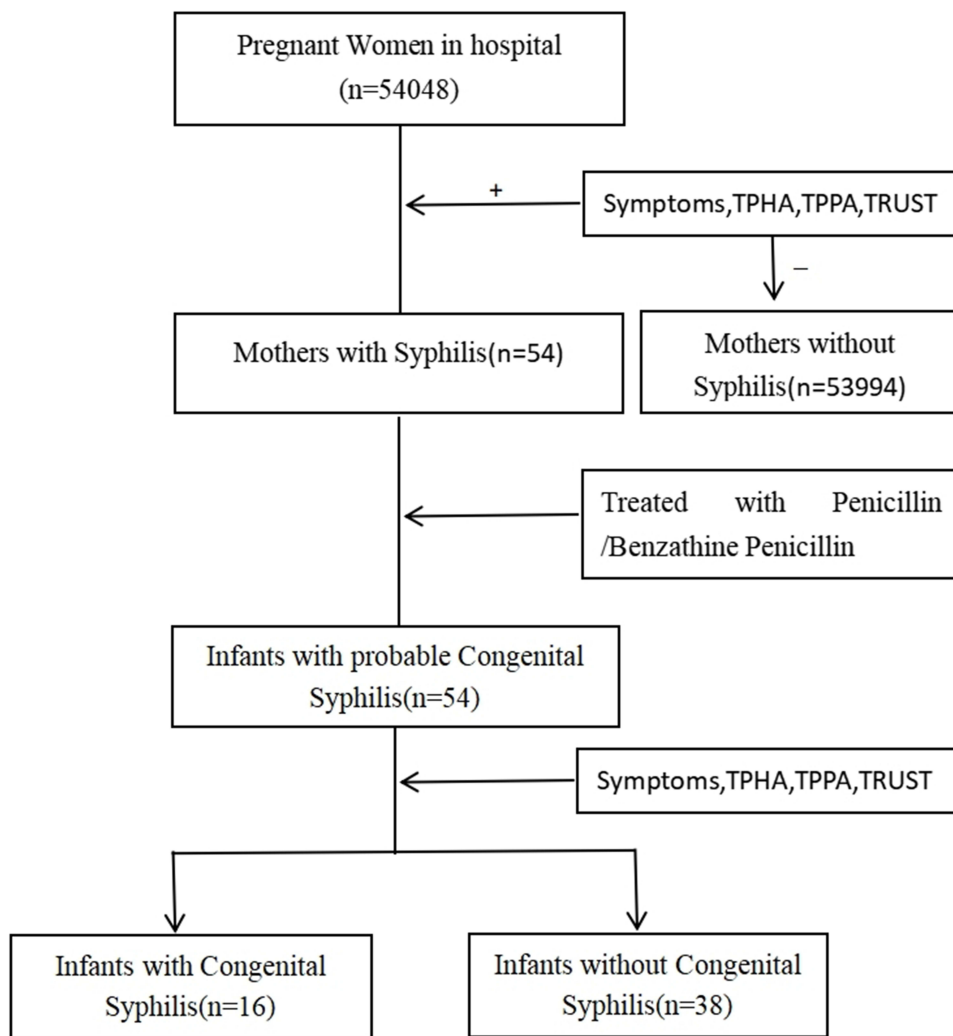 Pregnant Women in hospital
(n=54048)
+
Symptoms,TPHA,TPPA,TRUST
–
Mothers with Syphilis(n=54)
Mothers without
Syphilis(n=53994)
Treated with Penicillin
/Benzathine Penicillin
Infants with probable Congenital
Syphilis(n=54)
Symptoms,TPHA,TPPA,TRUST
Infants with Congenital
Syphilis(n=16)
Infants without Congenital
Syphilis(n=38)